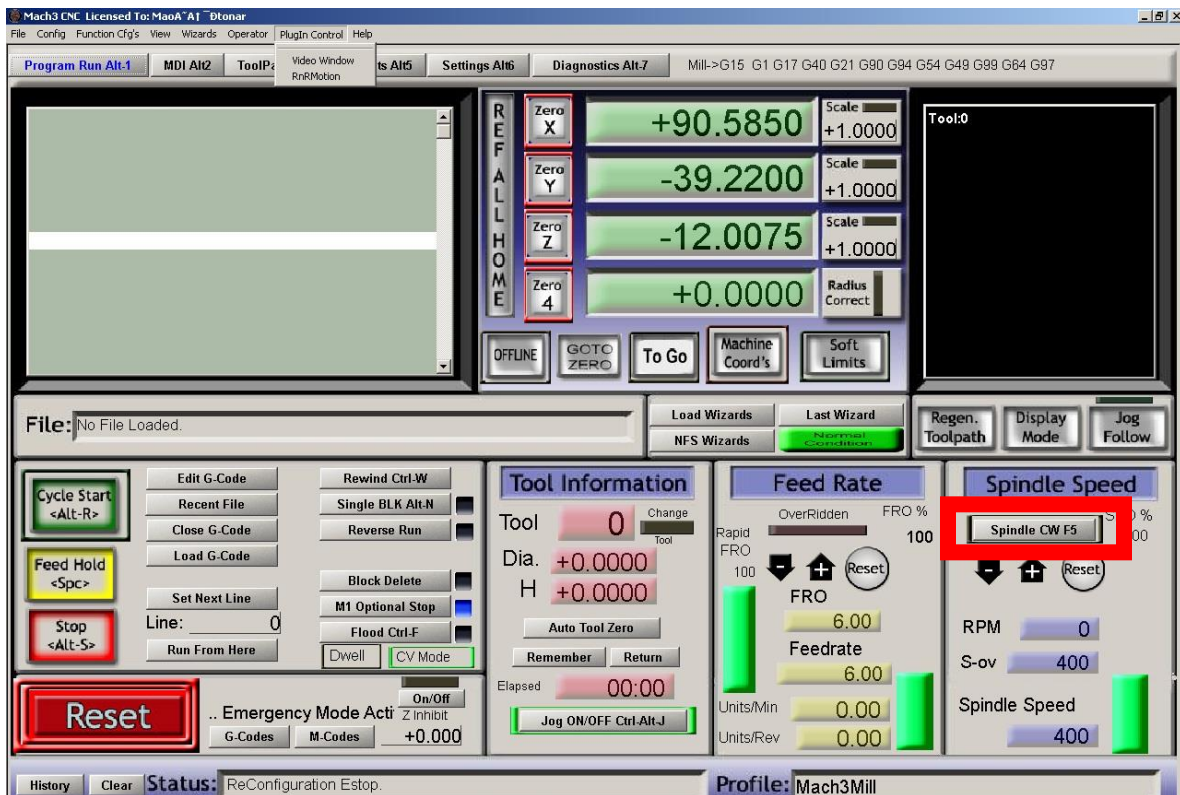 Mach3 CNC Licensed To: MaoA˜A† ¯Ðtonar
File Config Function Cfg's View Wizards Operator PlugIn Control Help
Video Window
RnRMotion
Program Run Alt-1 MDI Alt2 ts Alt5 Settings Alt6 Diagnostics Alt-7 Mill->G15 G1 G17 G40 G21 G90 G94 G54 G49 G99 G64 G97
REF ALL HOME
Zero X +90.5850 Scale +1.0000
Zero Y -39.2200 Scale +1.0000
Zero Z -12.0075 Scale +1.0000
Zero 4 +0.0000 Radius Correct
OFFLINE GOTO ZERO To Go Machine Coord's Soft Limits
Tool:0
File: No File Loaded.
Load Wizards Last Wizard
NFS Wizards Normal Condition
Regen. Toolpath Display Mode Jog Follow
Cycle Start <Alt-R>
Feed Hold <Spc>
Stop <Alt-S>
Edit G-Code
Recent File
Close G-Code
Load G-Code
Set Next Line
Line: 0
Run From Here
Rewind Ctrl-W
Single BLK Alt-N
Reverse Run
Block Delete
M1 Optional Stop
Flood Ctrl-F
Dwell CV Mode
Reset
.. Emergency Mode Acti
G-Codes M-Codes
On/Off
Z Inhibit
+0.000
Tool Information
Tool 0 Change Tool
Dia. +0.0000
H +0.0000
Auto Tool Zero
Remember Return
Elapsed 00:00
Jog ON/OFF Ctrl-Alt-J
Feed Rate
OverRidden FRO %
100
Rapid FRO
100
Reset
FRO
6.00
Feedrate
6.00
Units/Min 0.00
Units/Rev 0.00
Spindle Speed
Spindle CW F5
Reset
RPM 0
S-ov 400
Spindle Speed
400
History Clear Status: ReConfiguration Estop. Profile: Mach3Mill